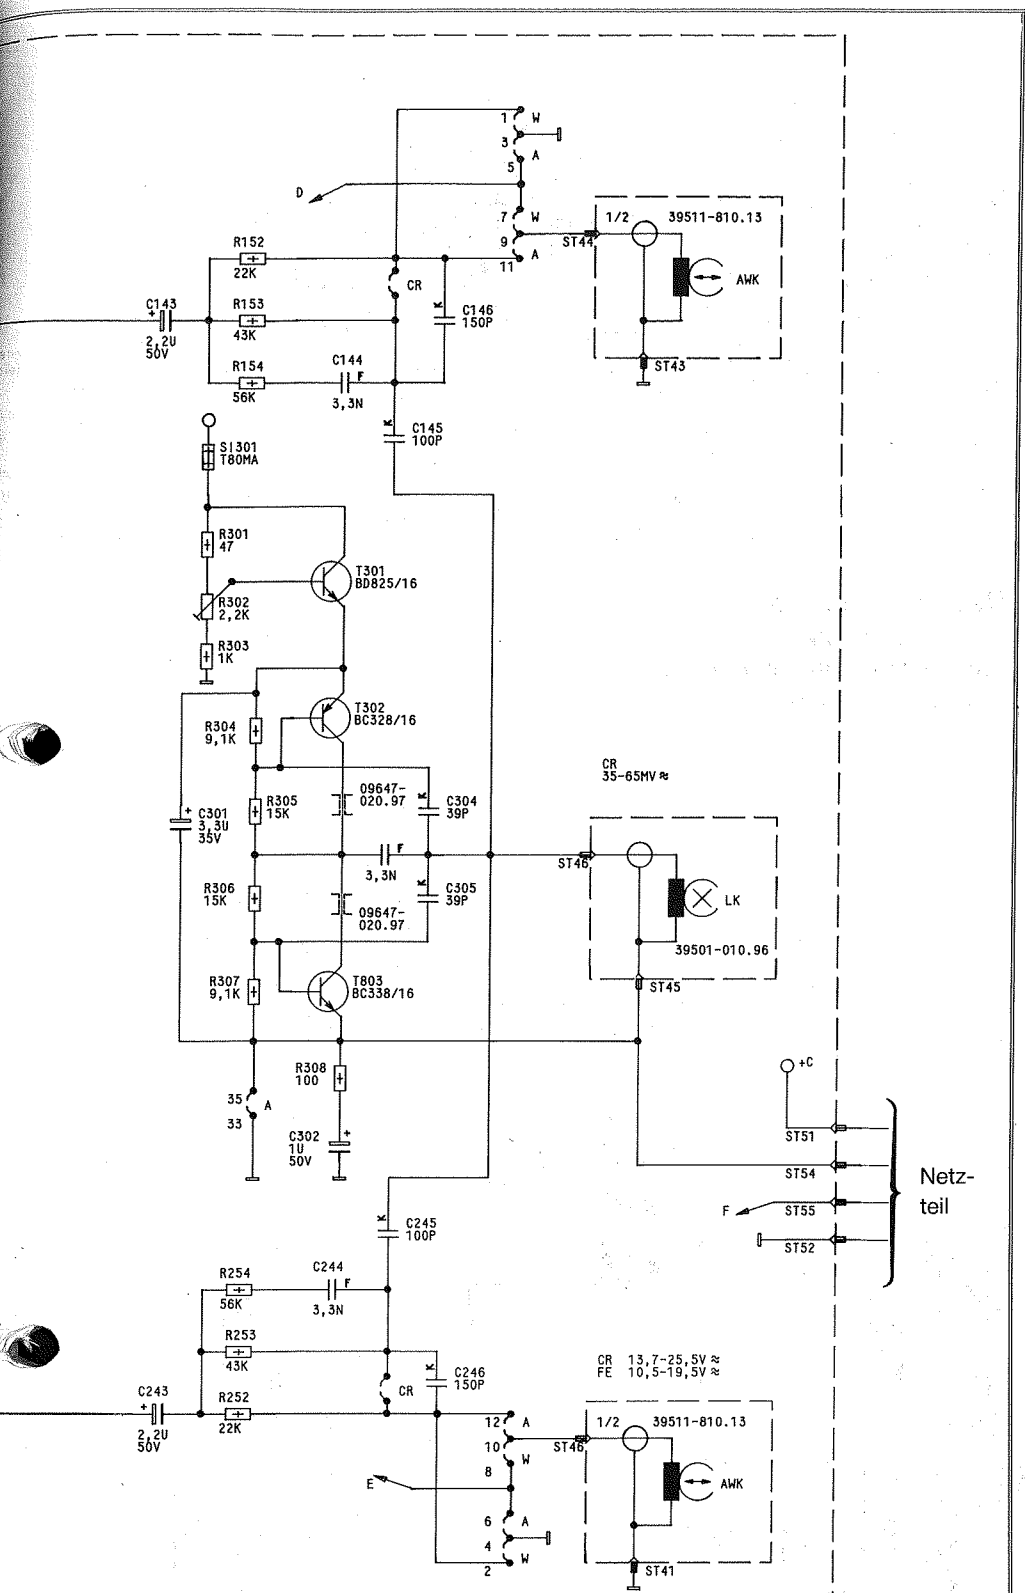 1 W
3
A
5
D
7 W
ST44
9
A
11
1/2 39511-810.13
AWK
ST43
R152
22K
CR
C143
+
2,2U
50V
R153
43K
K
C146
150P
R154
56K
C144
F
3,3N
K
C145
100P
SI301
T80MA
R301
47
T301
BD825/16
R302
2,2K
R303
1K
T302
BC328/16
R304
9,1K
CR
35-65MV≈
R305
15K
09647-
020.97
K
C304
39P
+
C301
3,3U
35V
F
3,3N
ST46
R306
15K
K
C305
39P
LK
09647-
020.97
39501-010.96
R307
9,1K
T803
BC338/16
ST45
R308
100
+C
35
A
33
C302
+
1U
50V
ST51
ST54
F
ST55
ST52
Netz-
teil
K
C245
100P
R254
56K
C244
F
3,3N
R253
43K
CR
K
C246
150P
CR 13,7-25,5V≈
FE 10,5-19,5V≈
C243
+
2,2U
50V
R252
22K
12 A
10
W
8
ST46
1/2 39511-810.13
AWK
E
6 A
4
W
2
ST41